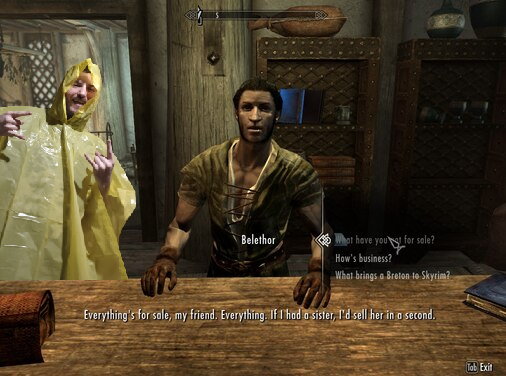 S
Belethor
What have you got for sale?
How's business?
What brings a Breton to Skyrim?
Everything's for sale, my friend. Everything. If I had a sister, I'd sell her in a second.
Tab Exit